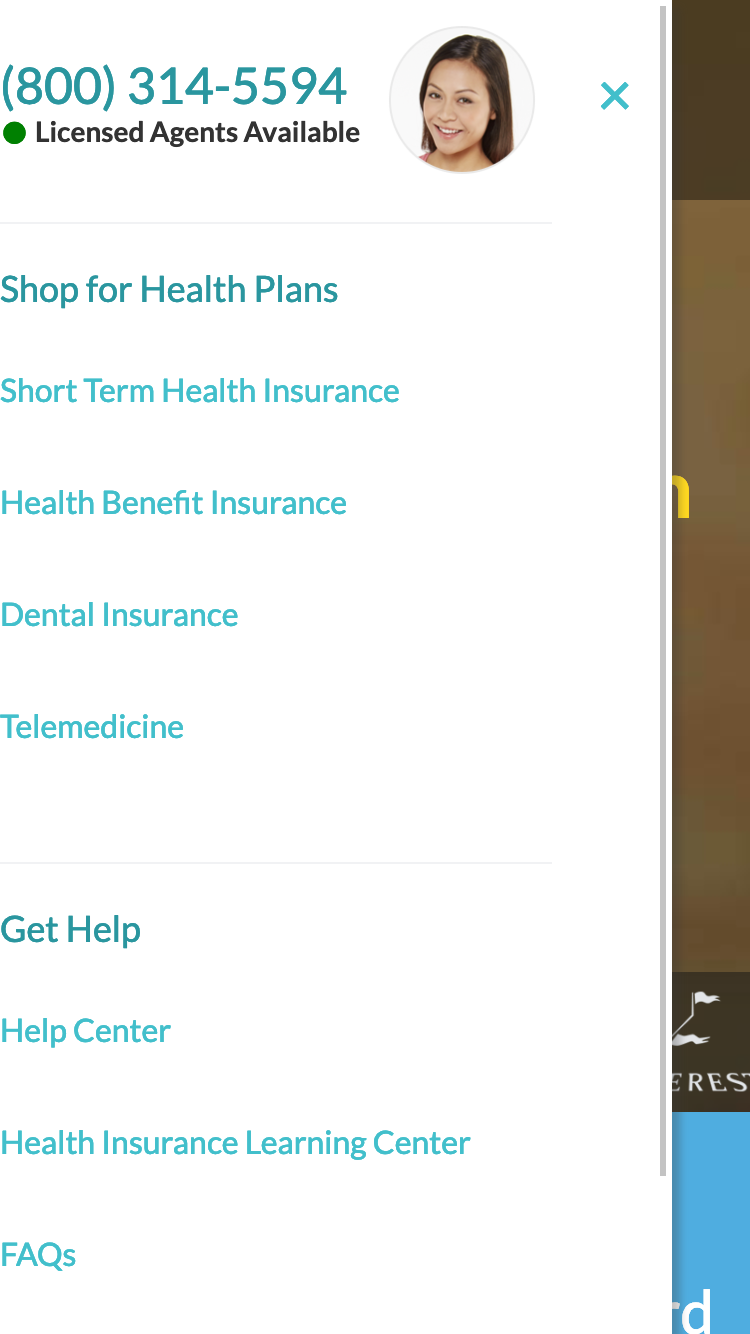 (800) 314-5594
Licensed Agents Available
Shop for Health Plans
Short Term Health Insurance
Health Benefit Insurance
Dental Insurance
Telemedicine
Get Help
Help Center
Health Insurance Learning Center
FAQs